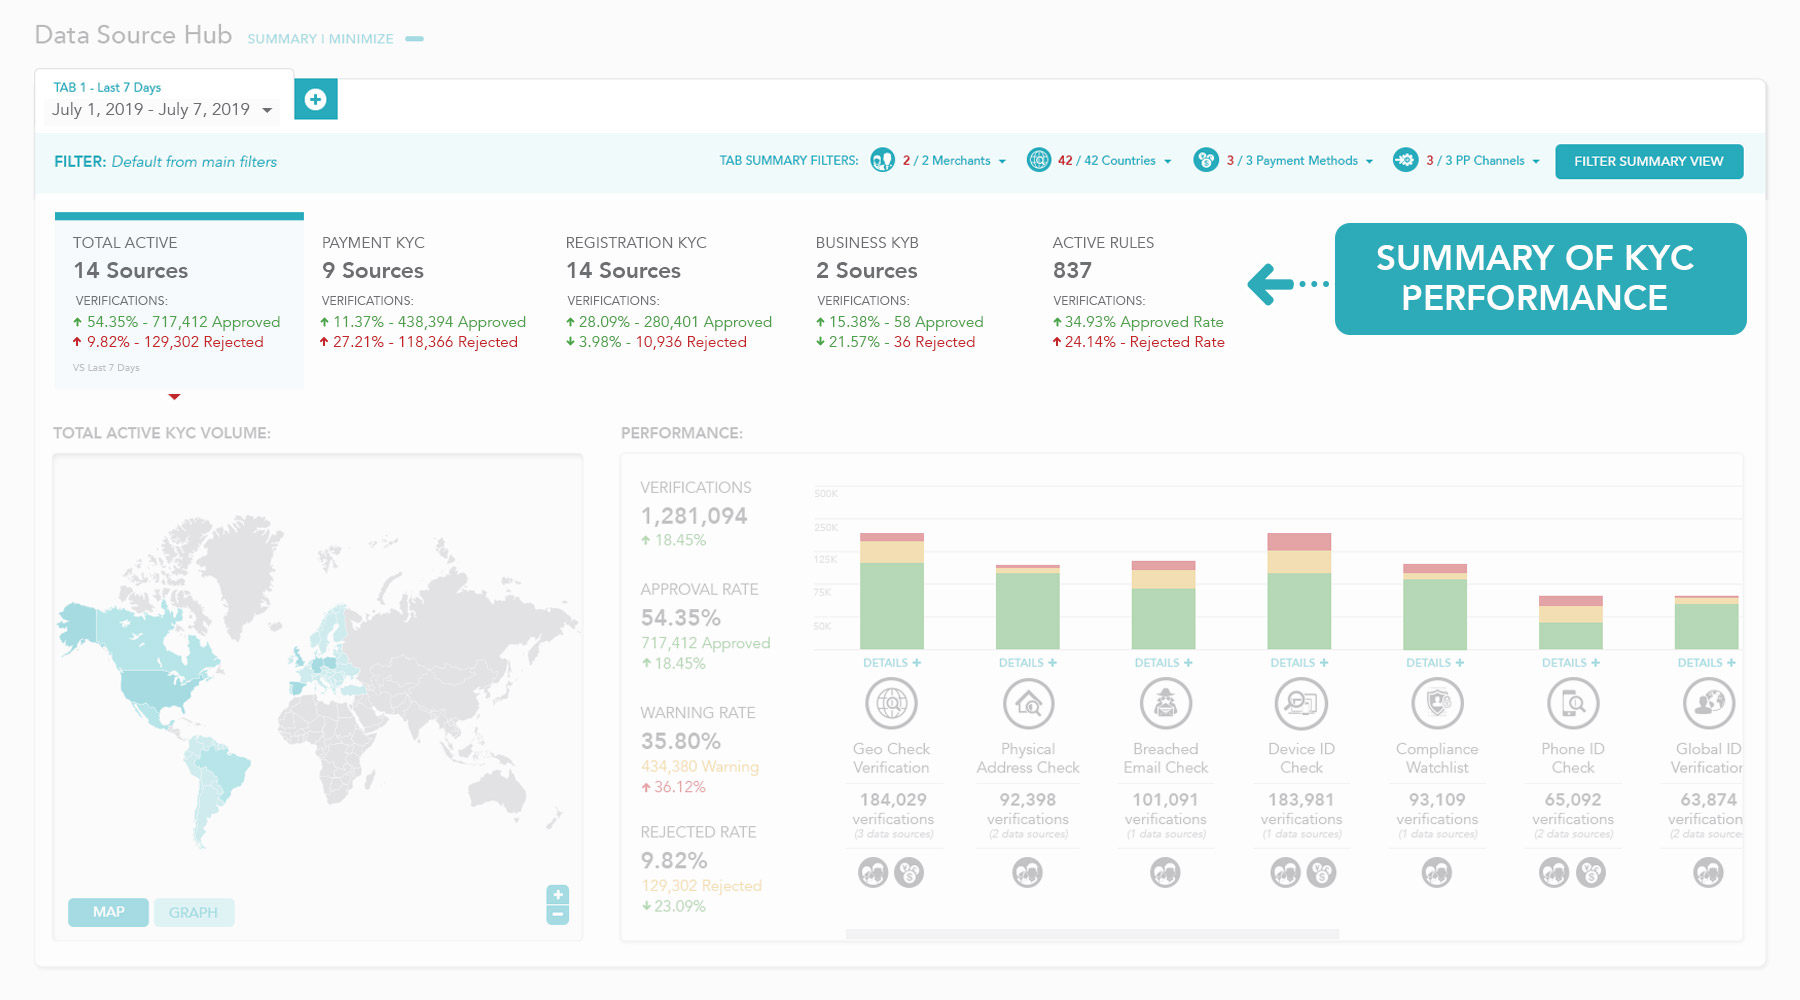 Data Source Hub SUMMARY | MINIMIZE
TAB 1 - Last 7 Days
July 1, 2019 - July 7, 2019
FILTER: Default from main filters
TAB SUMMARY FILTERS: 2 / 2 Merchants 42 / 42 Countries 3 / 3 Payment Methods 3 / 3 PP Channels FILTER SUMMARY VIEW
TOTAL ACTIVE
14 Sources
VERIFICATIONS:
54.35% - 717,412 Approved
9.82% - 129,302 Rejected
VS Last 7 Days
PAYMENT KYC
9 Sources
VERIFICATIONS:
11.37% - 438,394 Approved
27.21% - 118,366 Rejected
REGISTRATION KYC
14 Sources
VERIFICATIONS:
28.09% - 280,401 Approved
3.98% - 10,936 Rejected
BUSINESS KYB
2 Sources
VERIFICATIONS:
15.38% - 58 Approved
21.57% - 36 Rejected
ACTIVE RULES
837
VERIFICATIONS:
34.93% Approved Rate
24.14% - Rejected Rate
SUMMARY OF KYC
PERFORMANCE
TOTAL ACTIVE KYC VOLUME:
MAP GRAPH
PERFORMANCE:
VERIFICATIONS
1,281,094
18.45%
APPROVAL RATE
54.35%
717,412 Approved
18.45%
WARNING RATE
35.80%
434,380 Warning
36.12%
REJECTED RATE
9.82%
129,302 Rejected
23.09%
500K
250K
125K
75K
50K
DETAILS + DETAILS + DETAILS + DETAILS + DETAILS + DETAILS + DETAILS +
Geo Check
Verification
184,029
verifications
(3 data sources)
Physical
Address Check
92,398
verifications
(2 data sources)
Breached
Email Check
101,091
verifications
(1 data sources)
Device ID
Check
183,981
verifications
(1 data sources)
Compliance
Watchlist
93,109
verifications
(1 data sources)
Phone ID
Check
65,092
verifications
(2 data sources)
Global ID
Verification
63,874
verification
(2 data source